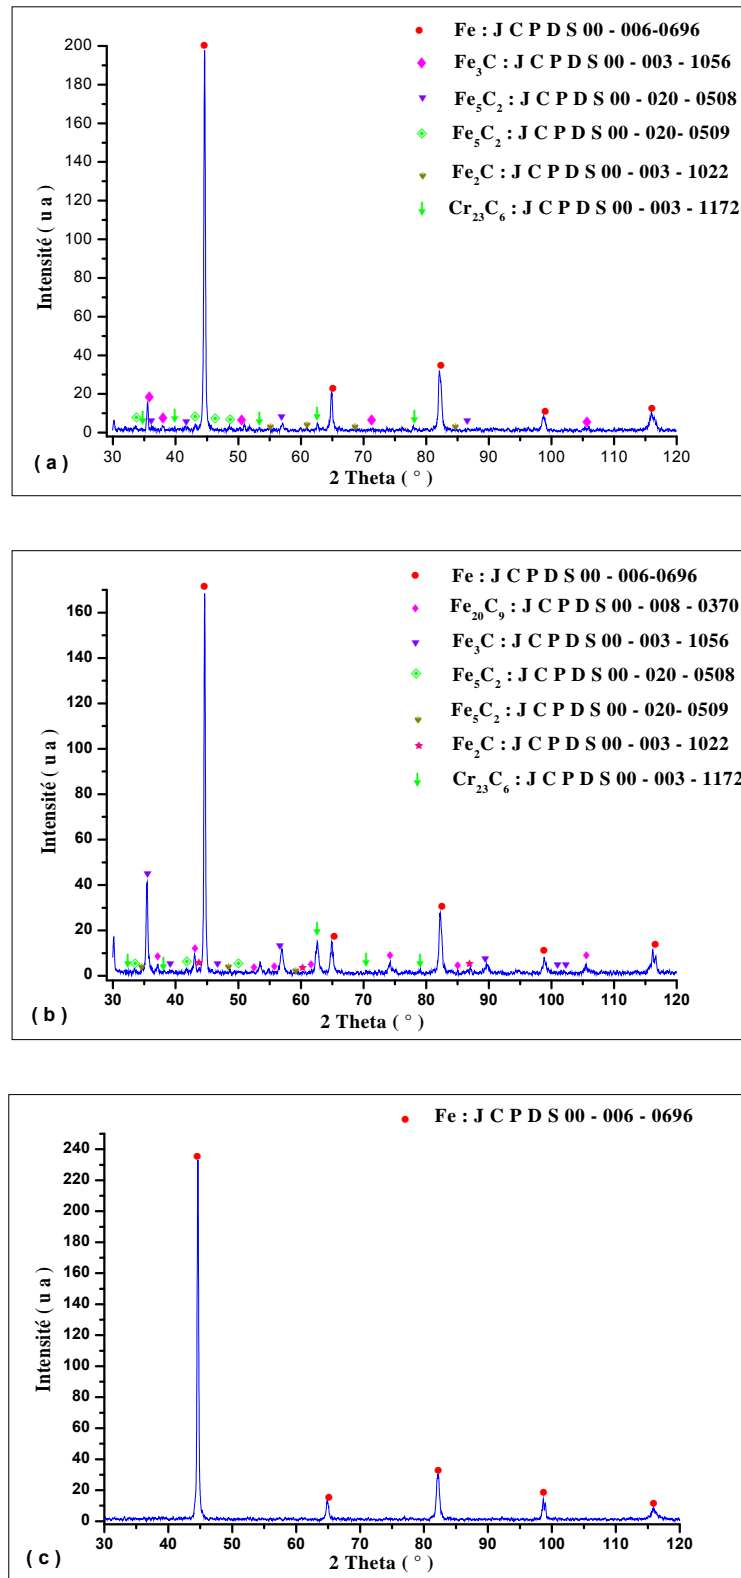 Fe : J C P D S 00 - 006-0696
Fe₃C : J C P D S 00 - 003 - 1056
Fe₅C₂ : J C P D S 00 - 020 - 0508
Fe₅C₂ : J C P D S 00 - 020- 0509
Fe₂C : J C P D S 00 - 003 - 1022
Cr₂₃C₆ : J C P D S 00 - 003 - 1172
Intensité ( u a )
200
180
160
140
120
100
80
60
40
20
0
30 40 50 60 70 80 90 100 110 120
2 Theta ( ° )
( a )
Fe : J C P D S 00 - 006-0696
Fe₂₀C₉ : J C P D S 00 - 008 - 0370
Fe₃C : J C P D S 00 - 003 - 1056
Fe₅C₂ : J C P D S 00 - 020 - 0508
Fe₅C₂ : J C P D S 00 - 020- 0509
Fe₂C : J C P D S 00 - 003 - 1022
Cr₂₃C₆ : J C P D S 00 - 003 - 1172
Intensité ( u a )
160
140
120
100
80
60
40
20
0
30 40 50 60 70 80 90 100 110 120
2 Theta ( ° )
( b )
Fe : J C P D S 00 - 006 - 0696
Intensité ( u a )
240
220
200
180
160
140
120
100
80
60
40
20
0
30 40 50 60 70 80 90 100 110 120
2 Theta ( ° )
( c )